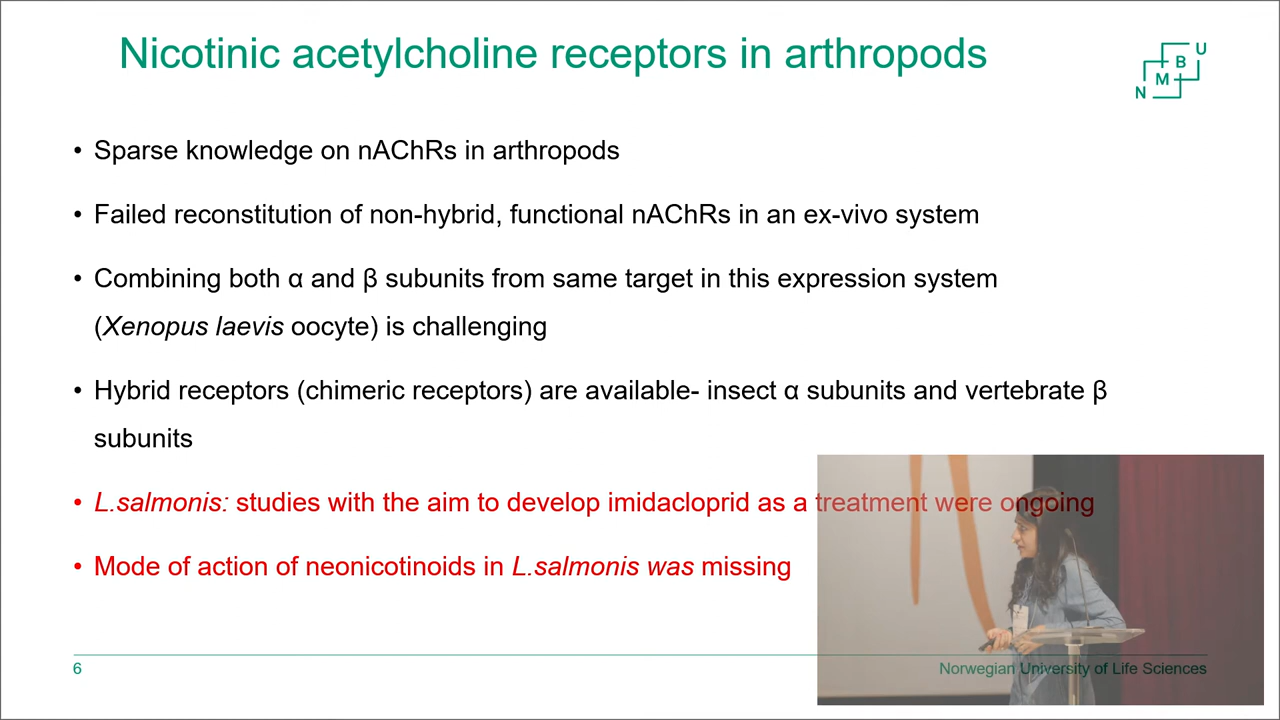 Nicotinic acetylcholine receptors in arthropods
N M B U
• Sparse knowledge on nAChRs in arthropods
• Failed reconstitution of non-hybrid, functional nAChRs in an ex-vivo system
• Combining both α and β subunits from same target in this expression system
(Xenopus laevis oocyte) is challenging
• Hybrid receptors (chimeric receptors) are available- insect α subunits and vertebrate β
subunits
• L.salmonis: studies with the aim to develop imidacloprid as a treatment were ongoing
• Mode of action of neonicotinoids in L.salmonis was missing
6
Norwegian University of Life Sciences